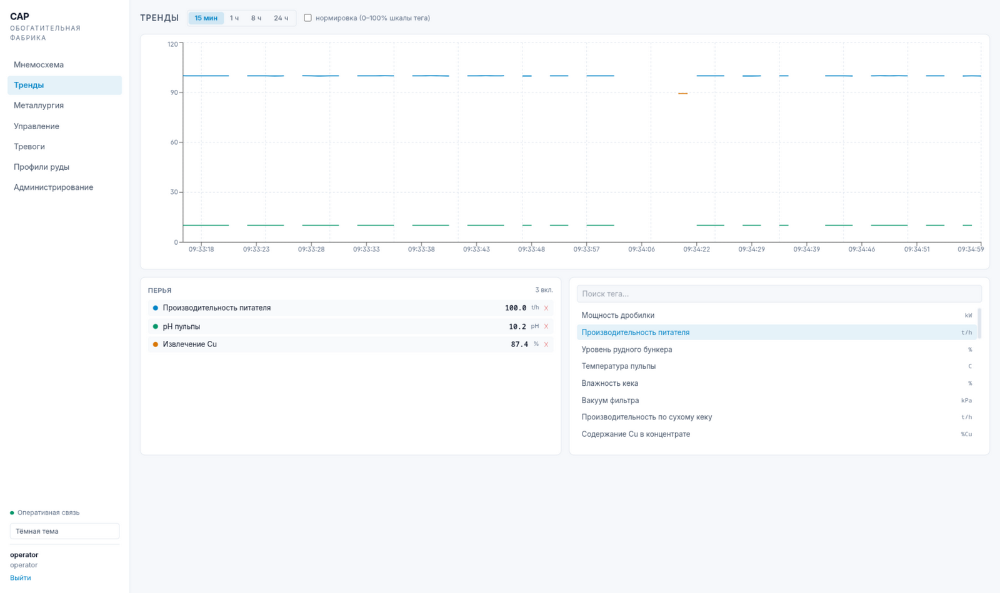 САР
ОБОГАТИТЕЛЬНАЯ
ФАБРИКА
Мнемосхема
Тренды
Металлургия
Управление
Тревоги
Профили руды
Администрирование
Оперативная связь
Тёмная тема
operator
operator
Выйти
ТРЕНДЫ 15 мин 1 ч 8 ч 24 ч нормировка (0–100% шкалы тега)
120
90
60
30
0
09:33:18 09:33:23 09:33:28 09:33:33 09:33:38 09:33:43 09:33:48 09:33:57 09:34:06 09:34:22 09:34:29 09:34:39 09:34:46 09:34:51 09:34:59
ПЕРЬЯ 3 вкл.
Производительность питателя 100.0 t/h X
pH пульпы 10.2 pH X
Извлечение Cu 87.4 % X
Поиск тега...
Мощность дробилки kW
Производительность питателя t/h
Уровень рудного бункера %
Температура пульпы C
Влажность кека %
Вакуум фильтра kPa
Производительность по сухому кеку t/h
Содержание Cu в концентрате %Cu